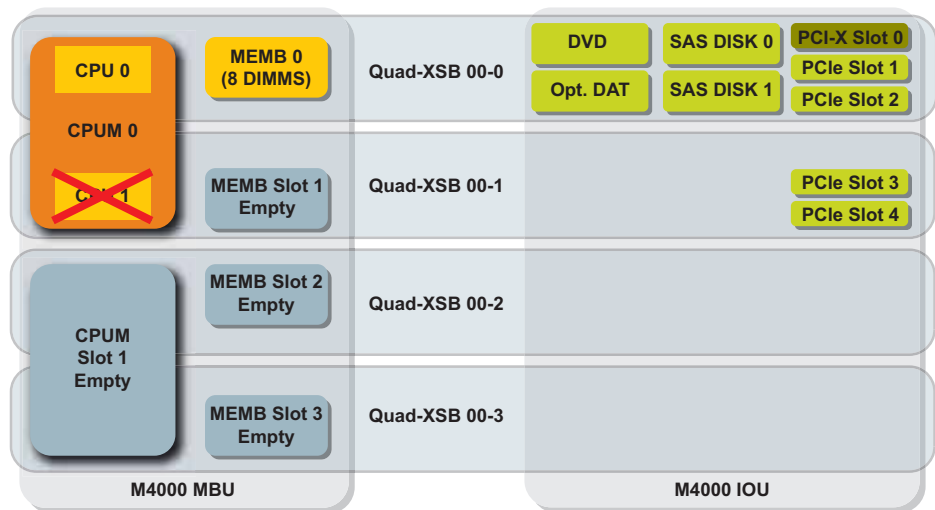 CPU 0
CPUM 0
MEMB 0
(8 DIMMS)
Quad-XSB 00-0
DVD
SAS DISK 0
PCI-X Slot 0
PCIe Slot 1
Opt. DAT
SAS DISK 1
PCIe Slot 2
CPU 1
MEMB Slot 1
Empty
Quad-XSB 00-1
PCIe Slot 3
PCIe Slot 4
CPUM
Slot 1
Empty
MEMB Slot 2
Empty
Quad-XSB 00-2
MEMB Slot 3
Empty
Quad-XSB 00-3
M4000 MBU
M4000 IOU